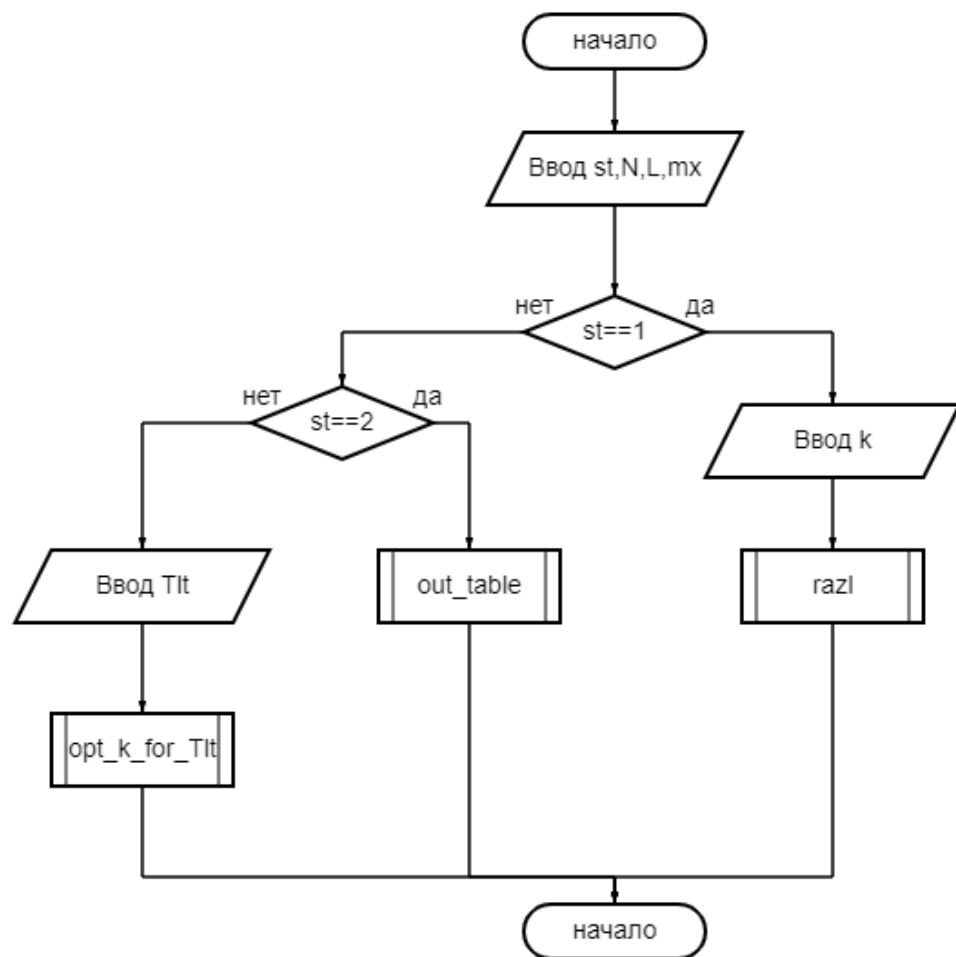 начало
Ввод st,N,L,mx
нет
да
st==1
нет
да
st==2
Ввод k
Ввод Tlt
out_table
razl
opt_k_for_Tlt
начало